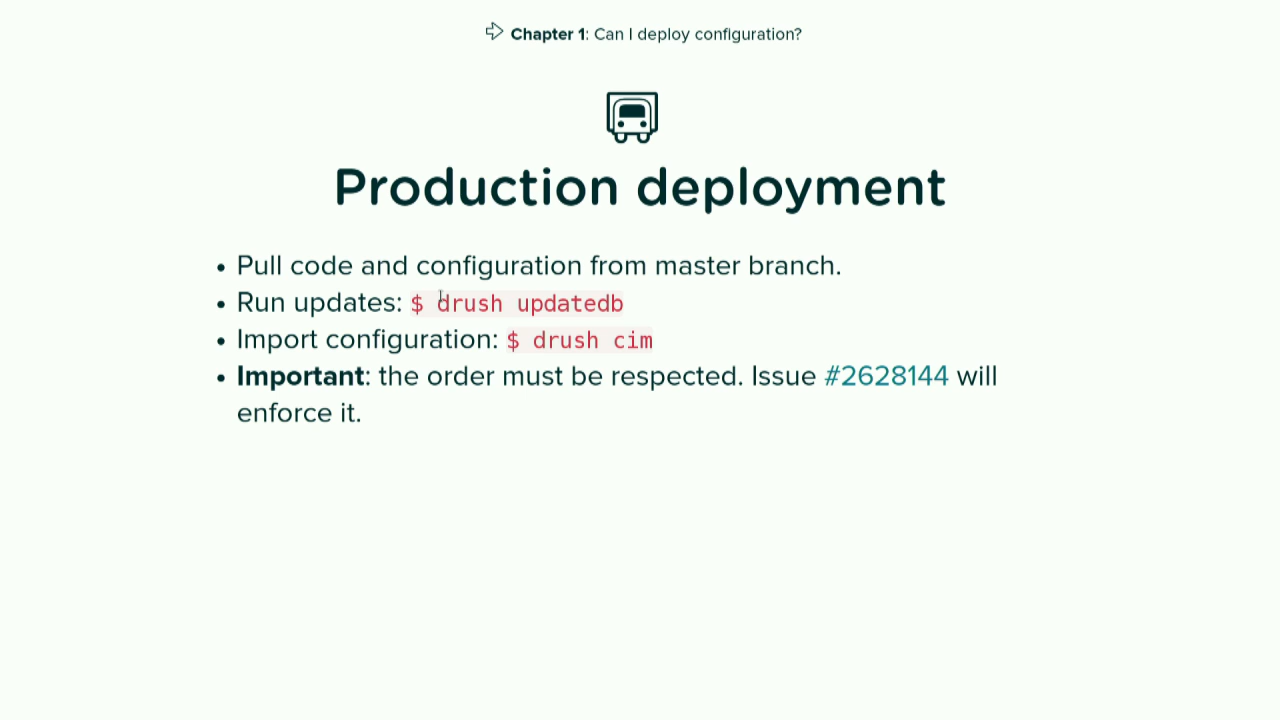 Chapter 1: Can I deploy configuration?
Production deployment
• Pull code and configuration from master branch.
• Run updates: $ drush updatedb
• Import configuration: $ drush cim
• Important: the order must be respected. Issue #2628144 will
enforce it.